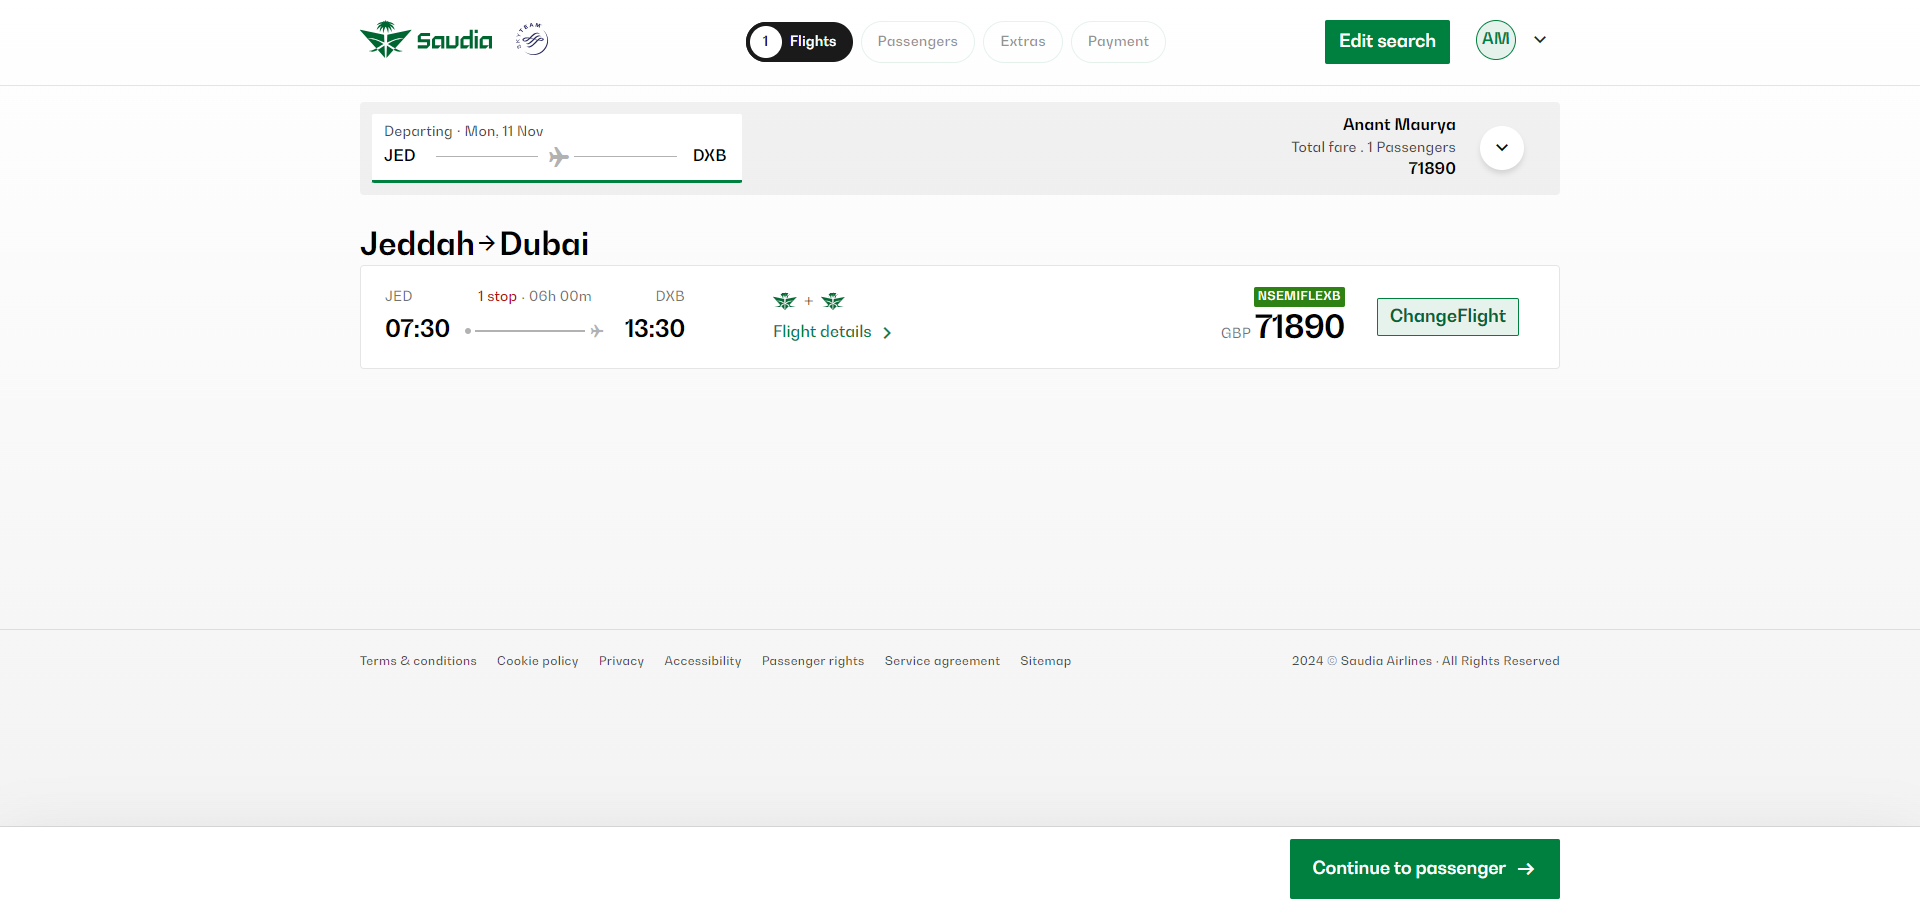 Saudia
SKYTEAM
1 Flights
Passengers
Extras
Payment
Edit search
AM
Departing · Mon, 11 Nov
JED
DXB
Anant Maurya
Total fare . 1 Passengers
71890
Jeddah→Dubai
JED
1 stop · 06h 00m
DXB
07:30
13:30
+
Flight details
NSEMIFLEXB
GBP 71890
ChangeFlight
Terms & conditions
Cookie policy
Privacy
Accessibility
Passenger rights
Service agreement
Sitemap
2024 © Saudia Airlines · All Rights Reserved
Continue to passenger →